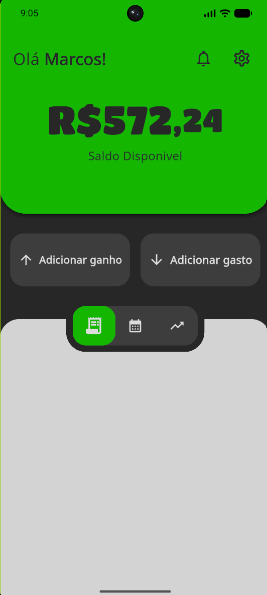 9:05
Olá Marcos!
R$572,24
Saldo Disponivel
Adicionar ganho
Adicionar gasto